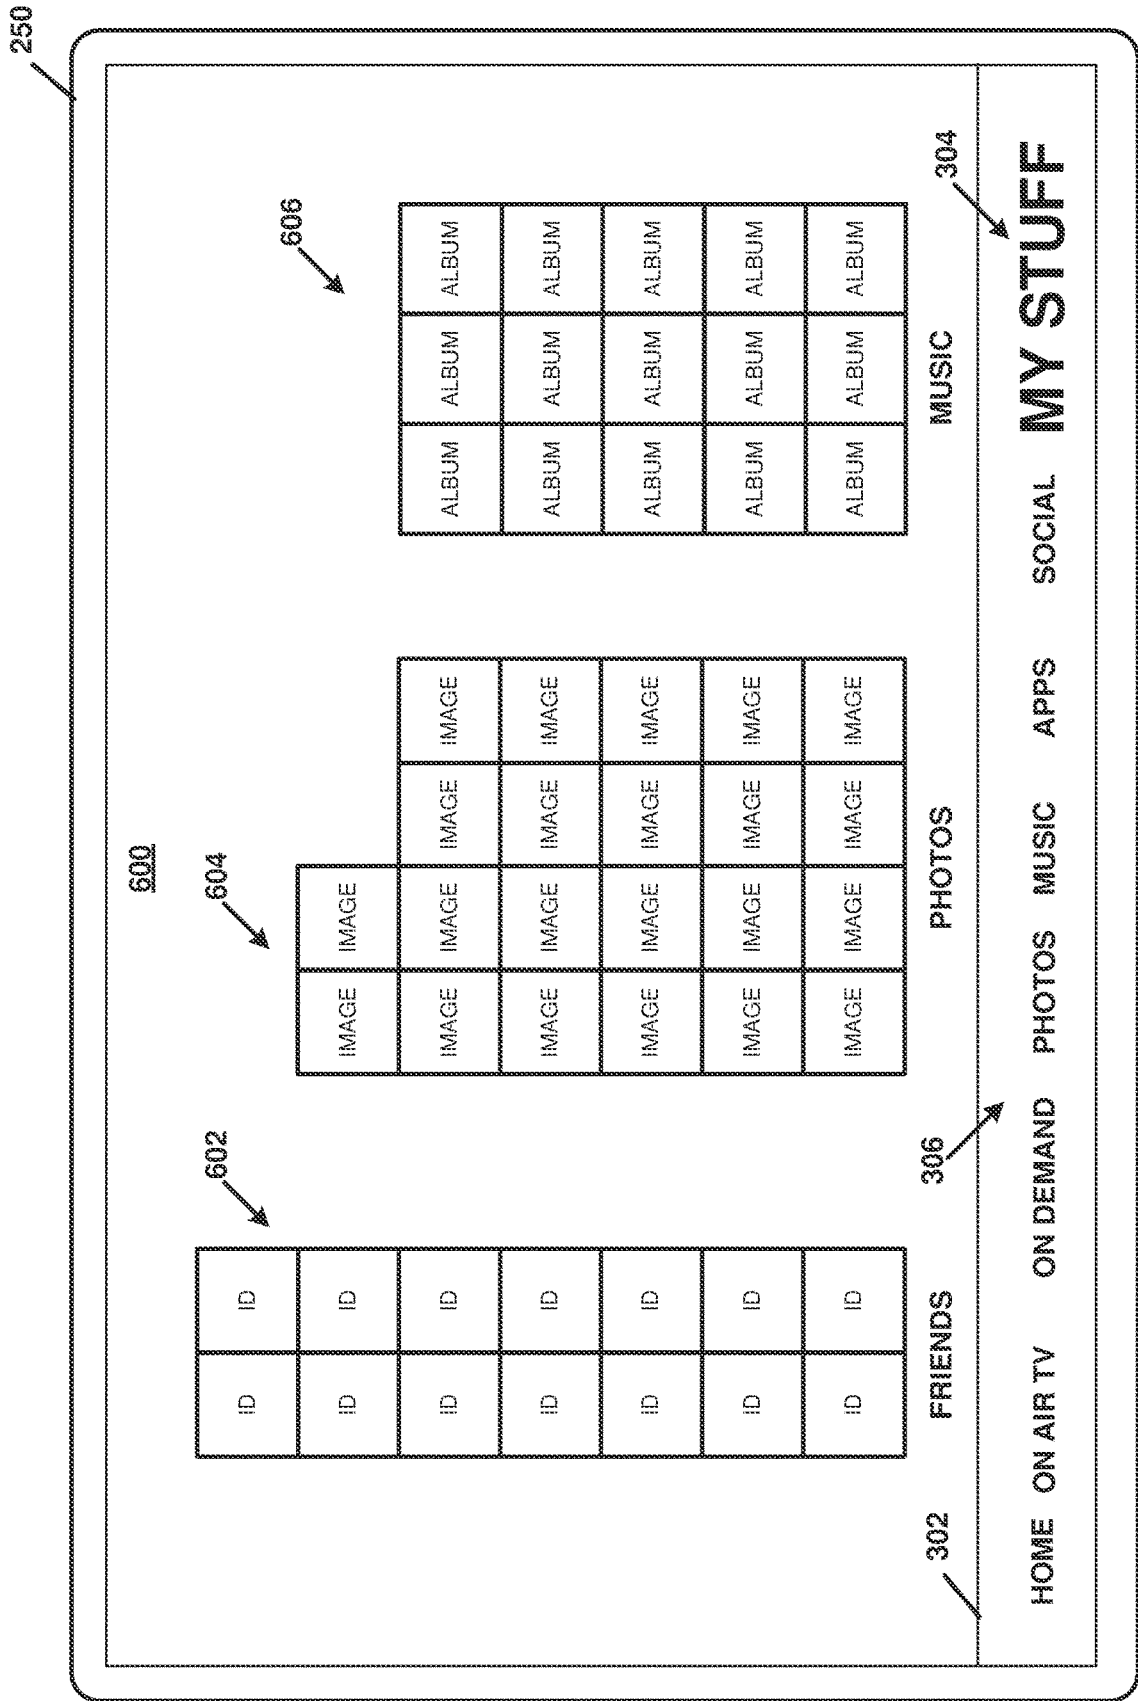 250
600
602 604
606
ID ID
ID ID IMAGE IMAGE
ID ID IMAGE IMAGE IMAGE IMAGE ALBUM ALBUM ALBUM
ID ID IMAGE IMAGE IMAGE IMAGE ALBUM ALBUM ALBUM
ID ID IMAGE IMAGE IMAGE IMAGE ALBUM ALBUM ALBUM
ID ID IMAGE IMAGE IMAGE IMAGE ALBUM ALBUM ALBUM
ID ID IMAGE IMAGE IMAGE IMAGE ALBUM ALBUM ALBUM
FRIENDS PHOTOS MUSIC
302 306 304
HOME ON AIR TV ON DEMAND PHOTOS MUSIC APPS SOCIAL MY STUFF